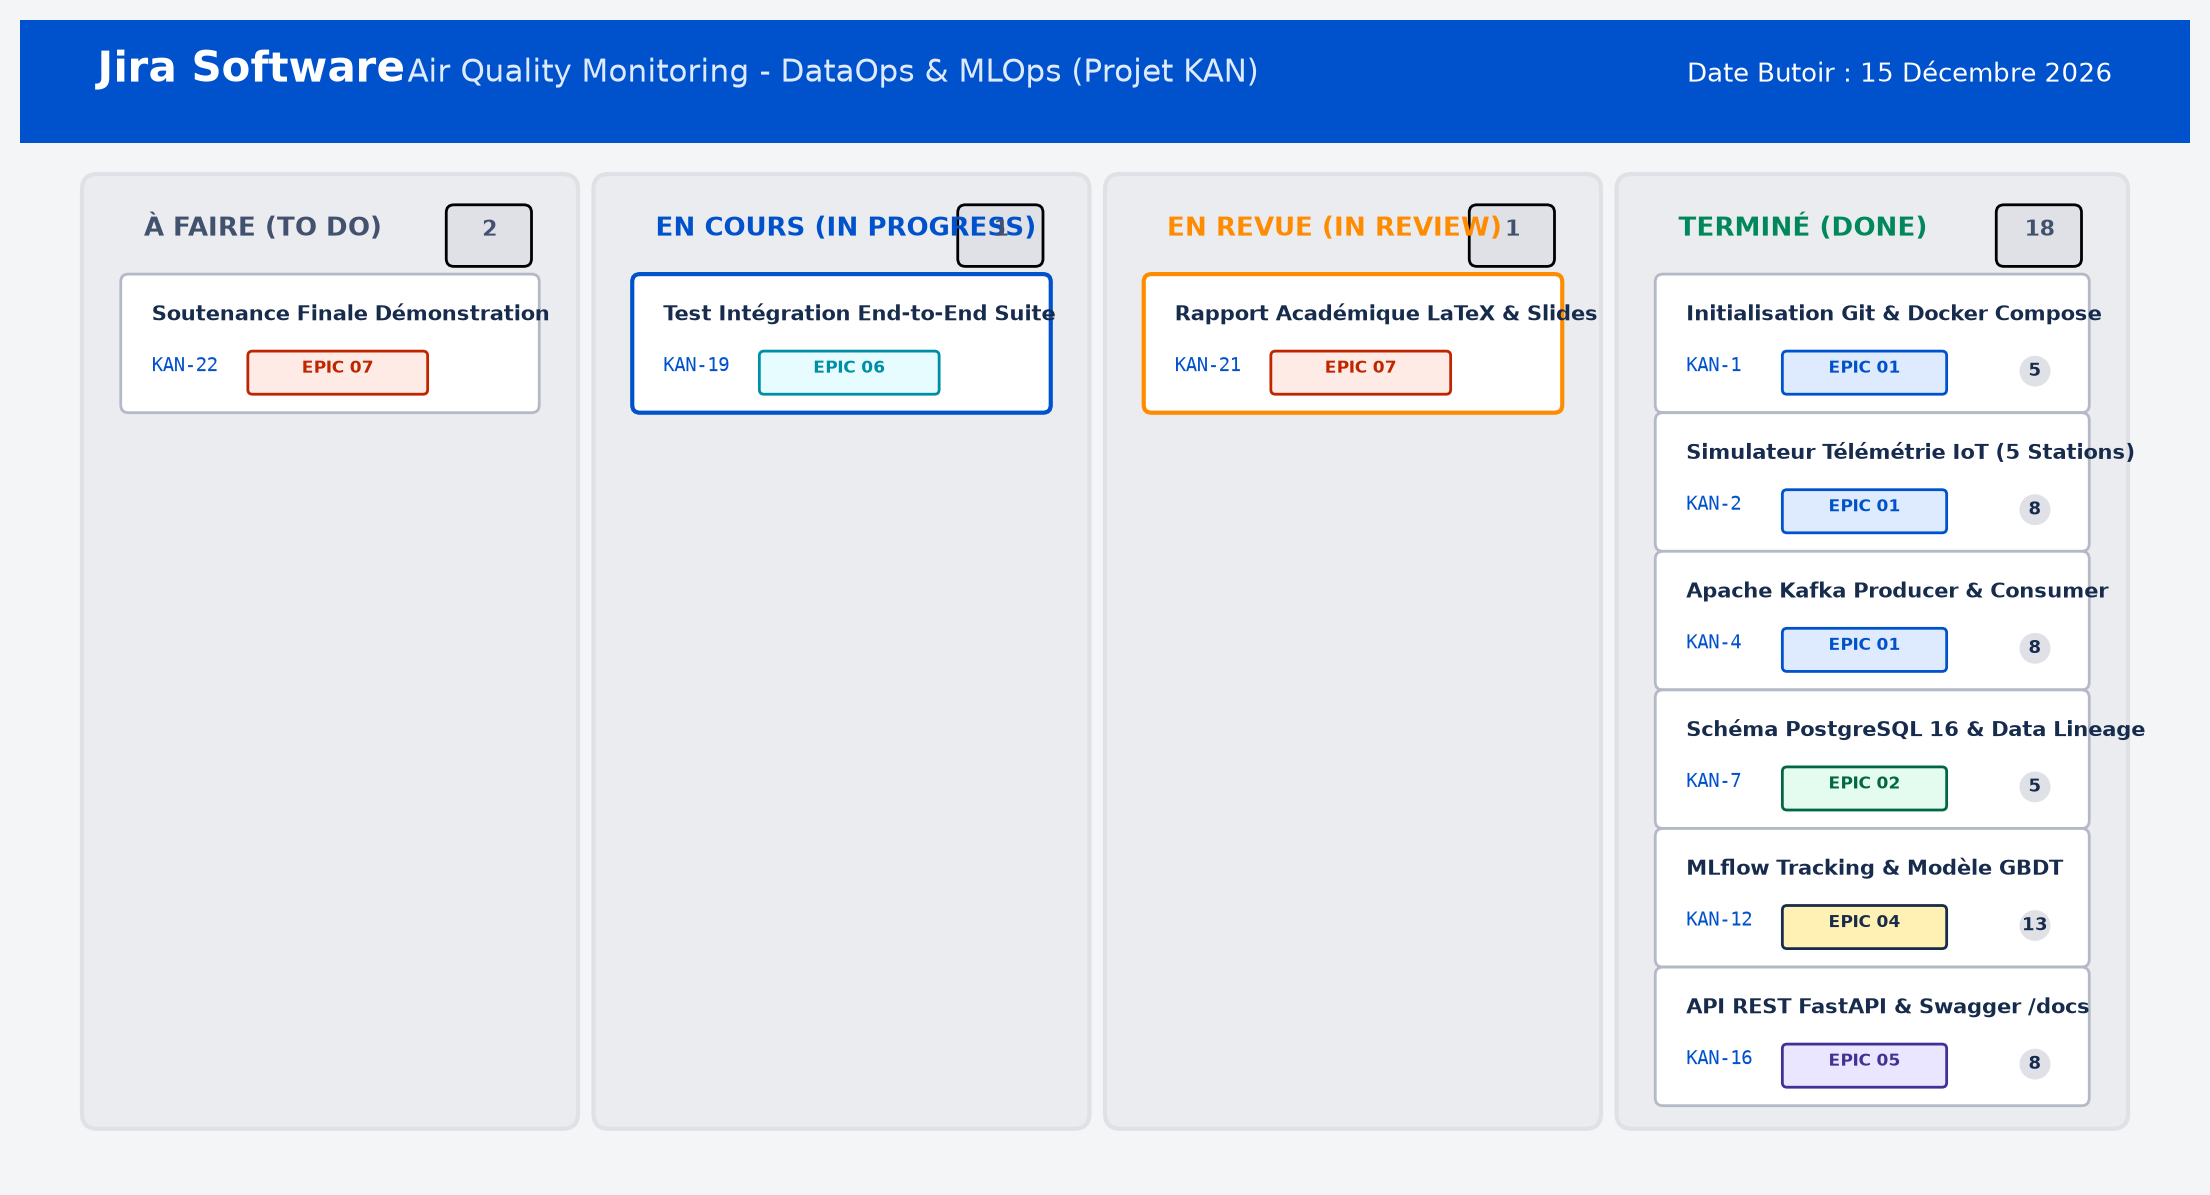 Jira Software Air Quality Monitoring - DataOps & MLOps (Projet KAN)
Date Butoir : 15 Décembre 2026
À FAIRE (TO DO) 2
Soutenance Finale Démonstration
KAN-22 EPIC 07
EN COURS (IN PROGRESS) 1
Test Intégration End-to-End Suite
KAN-19 EPIC 06
EN REVUE (IN REVIEW) 1
Rapport Académique LaTeX & Slides
KAN-21 EPIC 07
TERMINÉ (DONE) 18
Initialisation Git & Docker Compose
KAN-1 EPIC 01 5
Simulateur Télémétrie IoT (5 Stations)
KAN-2 EPIC 01 8
Apache Kafka Producer & Consumer
KAN-4 EPIC 01 8
Schéma PostgreSQL 16 & Data Lineage
KAN-7 EPIC 02 5
MLflow Tracking & Modèle GBDT
KAN-12 EPIC 04 13
API REST FastAPI & Swagger /docs
KAN-16 EPIC 05 8